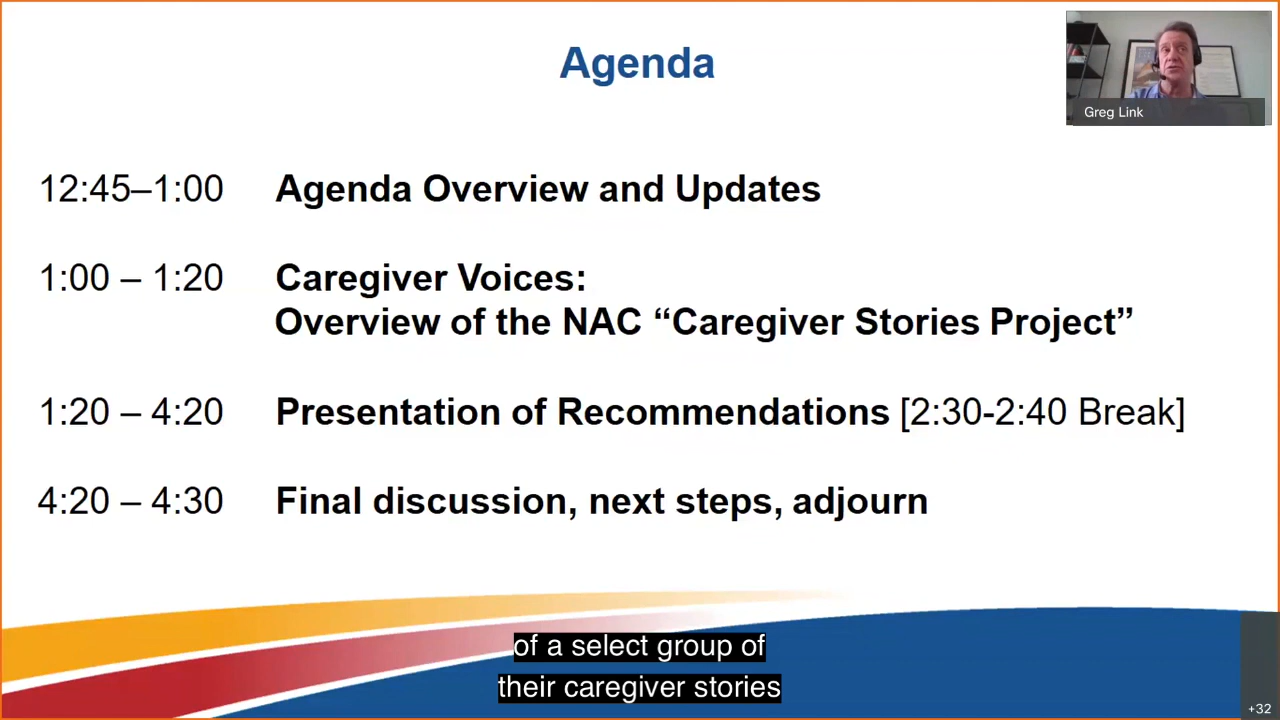 Agenda
Greg Link
12:45–1:00 Agenda Overview and Updates
1:00 – 1:20 Caregiver Voices:
Overview of the NAC “Caregiver Stories Project”
1:20 – 4:20 Presentation of Recommendations [2:30-2:40 Break]
4:20 – 4:30 Final discussion, next steps, adjourn
of a select group of
their caregiver stories
+32